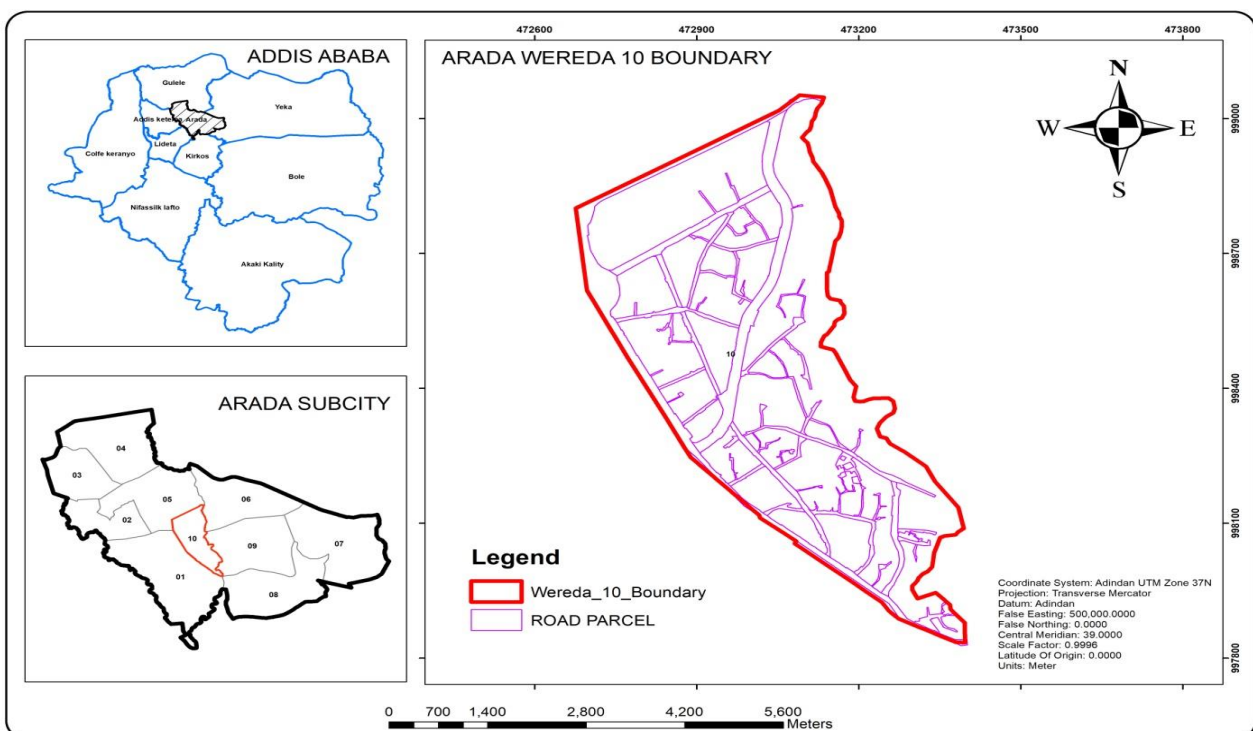 ADDIS ABABA
Gulele
Yeka
Addis ketema
Arada
Lideta
Kirkos
Colfe keranyo
Bole
Nifassilk lafto
Akaki Kality
ARADA SUBCITY
04
03
05
06
02
10
09
07
01
08
ARADA WEREDA 10 BOUNDARY
472600
472900
473200
473500
473800
N
W
E
S
999000
998700
998400
998100
997800
10
Legend
Wereda_10_Boundary
ROAD PARCEL
Coordinate System: Adindan UTM Zone 37N
Projection: Transverse Mercator
Datum: Adindan
False Easting: 500,000.0000
False Northing: 0.0000
Central Meridian: 39.0000
Scale Factor: 0.9996
Latitude Of Origin: 0.0000
Units: Meter
0 700 1,400 2,800 4,200 5,600
Meters